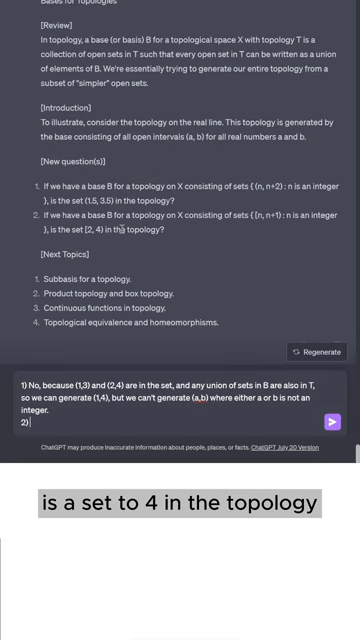 Bases for Topologies
[Review]
In topology, a base (or basis) B for a topological space X with topology T is a
collection of open sets in T such that every open set in T can be written as a union
of elements of B. We're essentially trying to generate our entire topology from a
subset of "simpler" open sets.
[Introduction]
To illustrate, consider the topology on the real line. This topology is generated by
the base consisting of all open intervals (a, b) for all real numbers a and b.
[New question(s)]
1. If we have a base B for a topology on X consisting of sets { (n, n+2) : n is an integer
}, is the set (1.5, 3.5) in the topology?
2. If we have a base B for a topology on X consisting of sets { [n, n+1) : n is an integer
}, is the set [2, 4) in the topology?
[Next Topics]
1. Subbasis for a topology.
2. Product topology and box topology.
3. Continuous functions in topology.
4. Topological equivalence and homeomorphisms.
Regenerate
1) No, because (1,3) and (2,4) are in the set, and any union of sets in B are also in T,
so we can generate (1,4), but we can't generate (a,b) where either a or b is not an
integer.
2)
ChatGPT may produce inaccurate information about people, places, or facts. ChatGPT July 20 Version
is a set to 4 in the topology